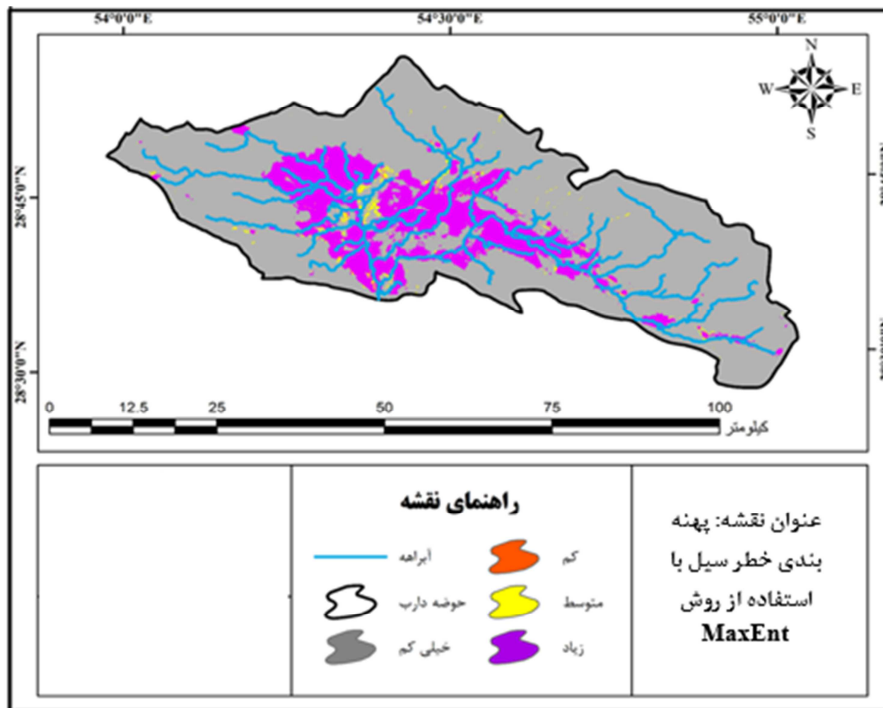 54°0'0"E 54°30'0"E 55°0'0"E
N
W E
S
28°45'0"N
28°30'0"N
0 12.5 25 50 75 100
کیلومتر
راهنمای نقشه
آبراهه
کم
حوضه دارب
متوسط
خیلی کم
زیاد
عنوان نقشه: پهنه
بندی خطر سیل با
استفاده از روش
MaxEnt